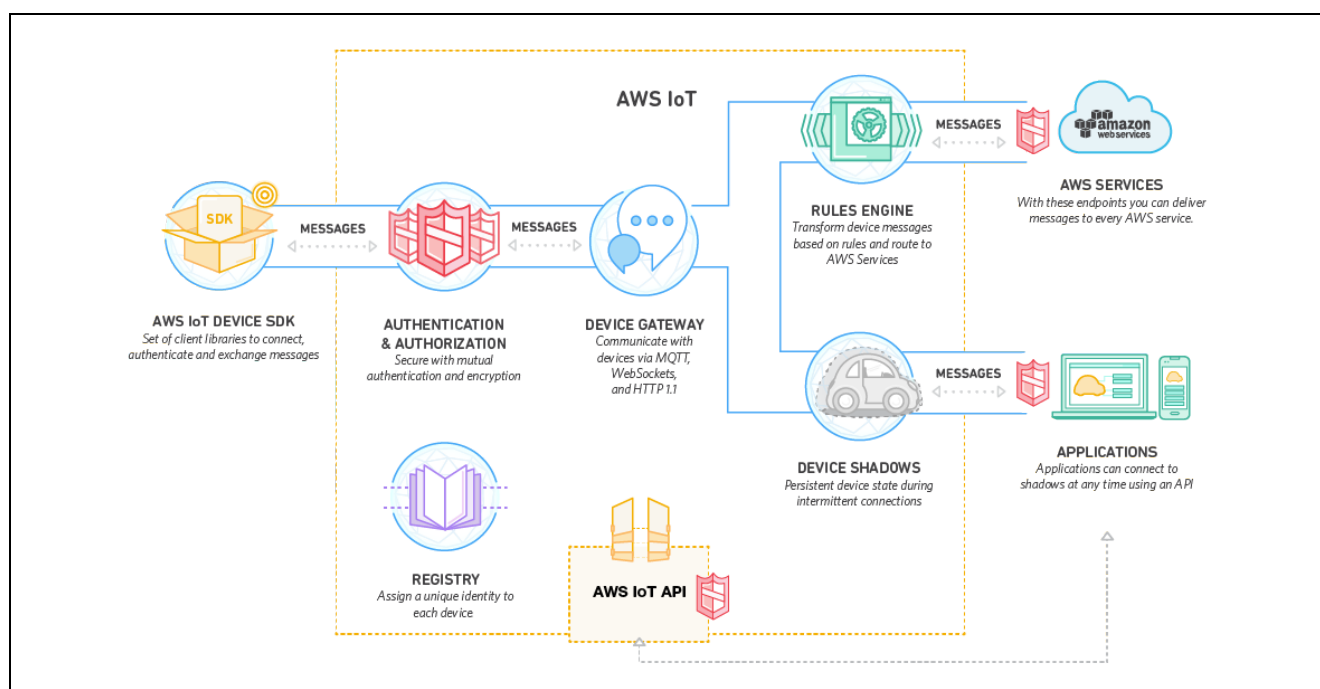 AWS IoT
MESSAGES
amazon
web services
AWS SERVICES
With these endpoints you can deliver
messages to every AWS service.
RULES ENGINE
Transform device messages
based on rules and route to
AWS Services
SDK
MESSAGES
MESSAGES
AWS IoT DEVICE SDK
Set of client libraries to connect,
authenticate and exchange messages
AUTHENTICATION
& AUTHORIZATION
Secure with mutual
authentication and encryption
DEVICE GATEWAY
Communicate with
devices via MQTT,
WebSockets,
and HTTP 1.1
MESSAGES
DEVICE SHADOWS
Persistent device state during
intermittent connections
APPLICATIONS
Applications can connect to
shadows at any time using an API
REGISTRY
Assign a unique identity to
each device
AWS IoT API